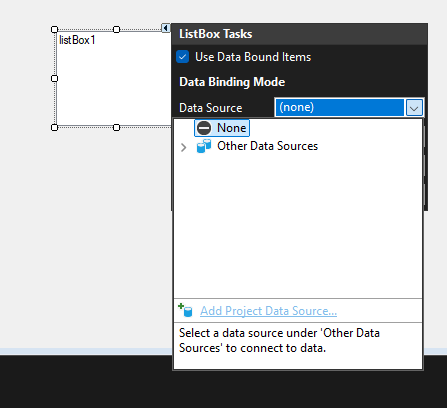 listBox1
ListBox Tasks
Use Data Bound Items
Data Binding Mode
Data Source (none)
None
Other Data Sources
Add Project Data Source...
Select a data source under 'Other Data
Sources' to connect to data.